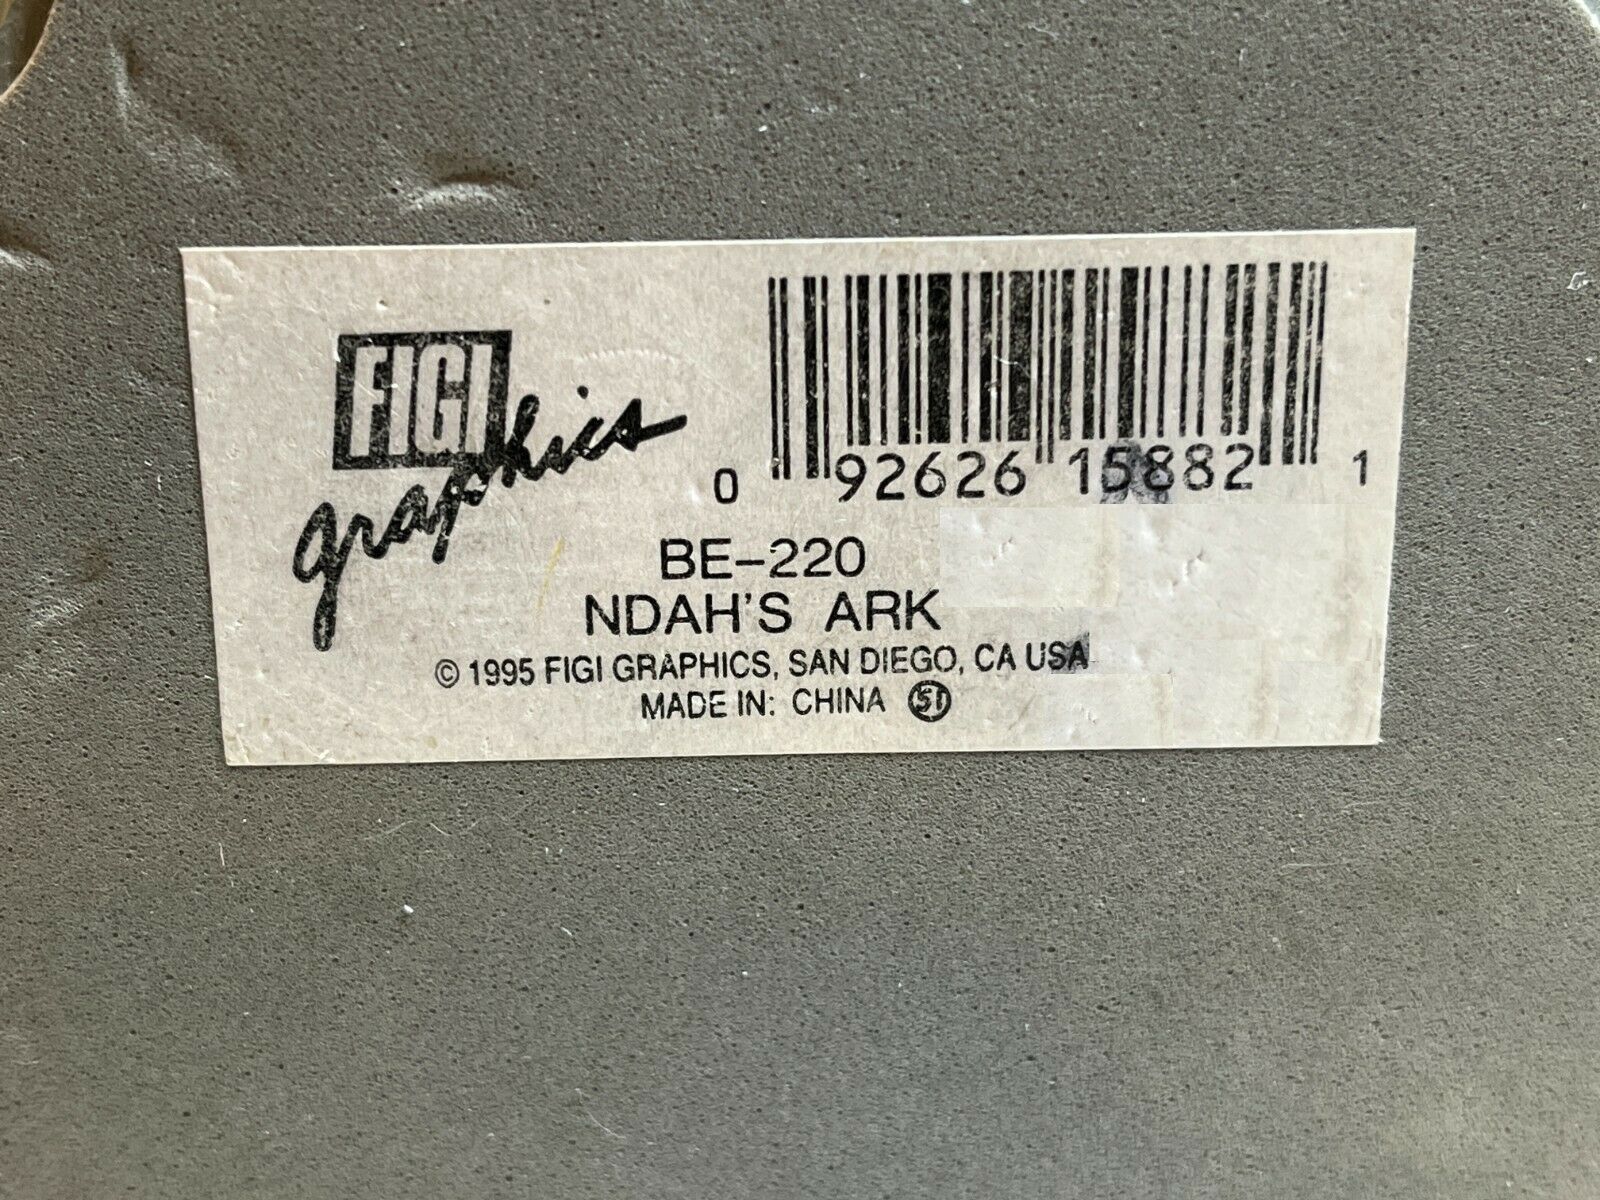 FIGI
graphics
0 92626 15882 1
BE-220
NDAH'S ARK
© 1995 FIGI GRAPHICS, SAN DIEGO, CA USA
MADE IN: CHINA 51